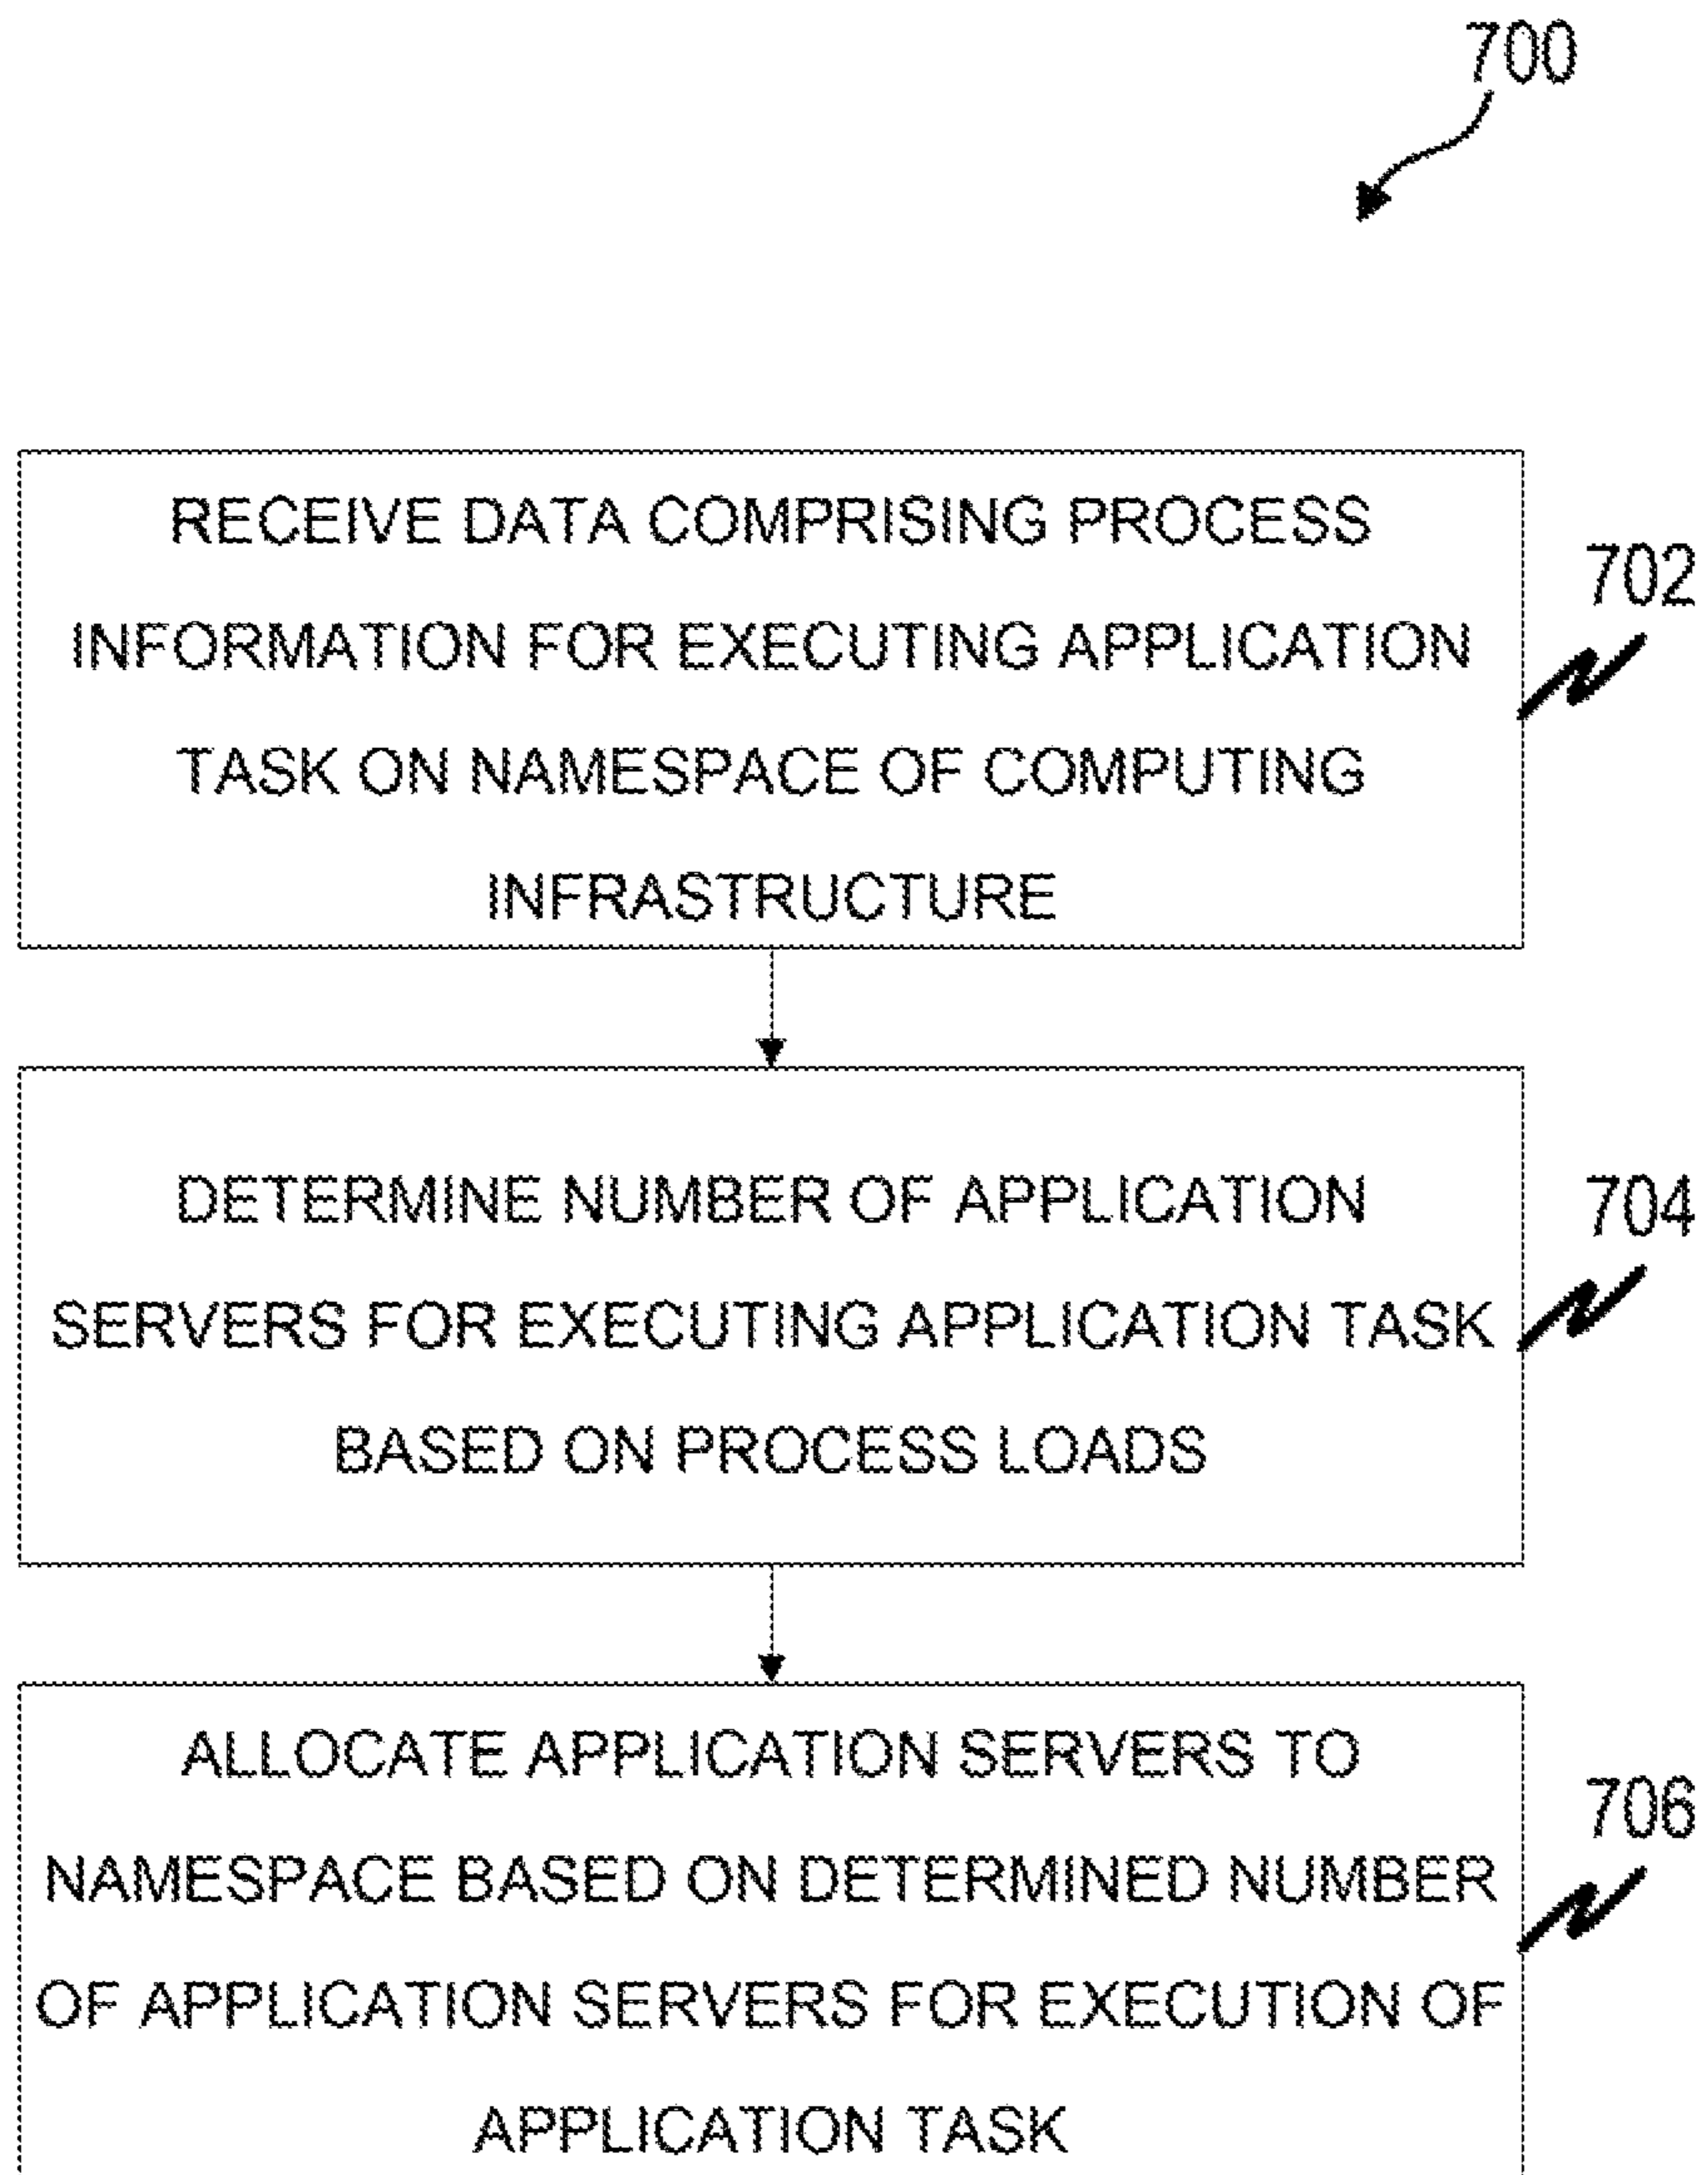 700
RECEIVE DATA COMPRISING PROCESS
INFORMATION FOR EXECUTING APPLICATION
TASK ON NAMESPACE OF COMPUTING
INFRASTRUCTURE
702
DETERMINE NUMBER OF APPLICATION
SERVERS FOR EXECUTING APPLICATION TASK
BASED ON PROCESS LOADS
704
ALLOCATE APPLICATION SERVERS TO
NAMESPACE BASED ON DETERMINED NUMBER
OF APPLICATION SERVERS FOR EXECUTION OF
APPLICATION TASK
706